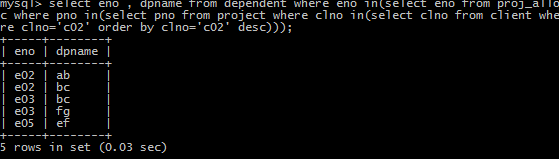 mysql> select eno , dpname from dependent where eno in(select eno from proj_allo
c where pno in(select pno from project where clno in(select clno from client whe
re clno='c02' order by clno='c02' desc)));
+-----+--------+
| eno | dpname |
+-----+--------+
| e02 | ab     |
| e02 | bc     |
| e03 | bc     |
| e03 | fg     |
| e05 | ef     |
+-----+--------+
5 rows in set (0.03 sec)